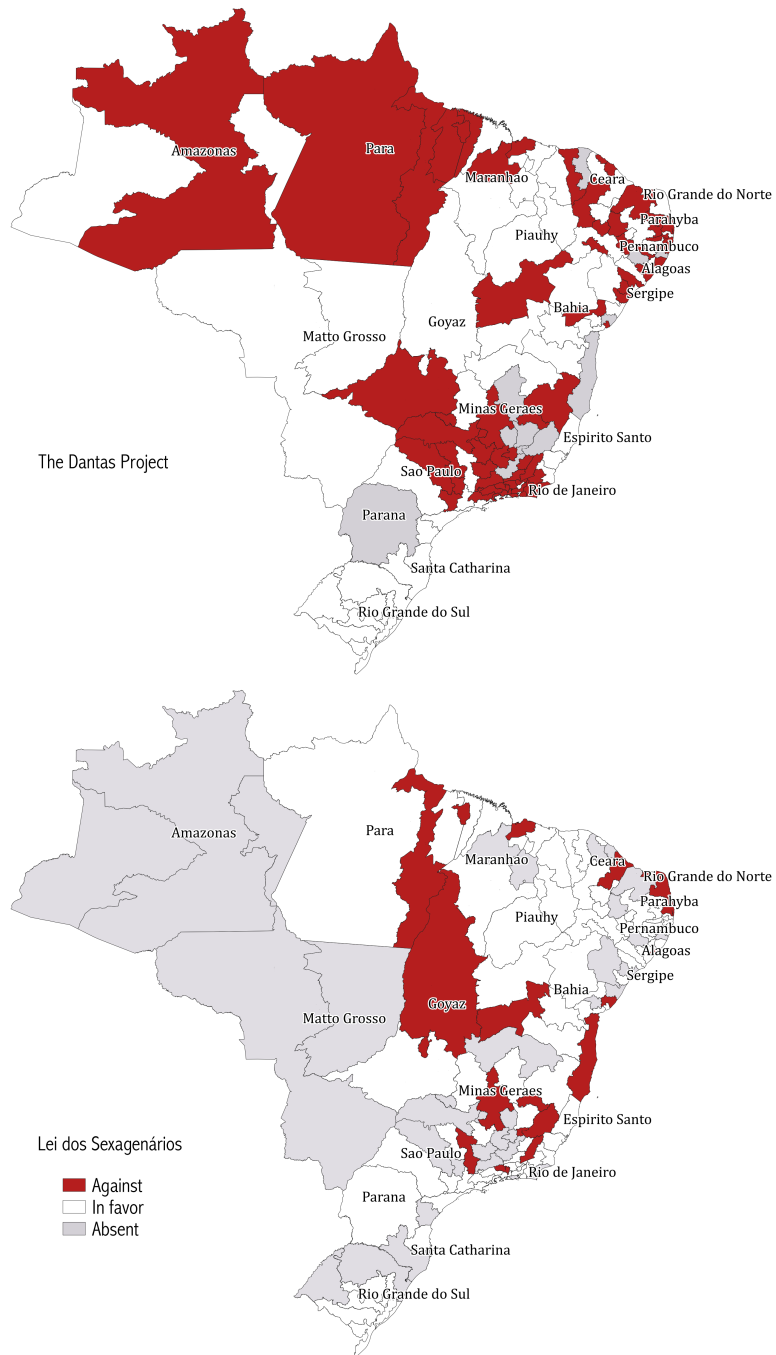 Amazonas
Para
Maranhao
Ceara
Rio Grande do Norte
Parahyba
Piauhy
Pernambuco
Alagoas
Sergipe
Bahia
Goyaz
Matto Grosso
Minas Geraes
Espirito Santo
The Dantas Project
Sao Paulo
Rio de Janeiro
Parana
Santa Catharina
Rio Grande do Sul
Amazonas
Para
Maranhao
Ceara
Rio Grande do Norte
Parahyba
Piauhy
Pernambuco
Alagoas
Sergipe
Bahia
Goyaz
Matto Grosso
Minas Geraes
Espirito Santo
Lei dos Sexagenários
Sao Paulo
Rio de Janeiro
Against
Parana
In favor
Absent
Santa Catharina
Rio Grande do Sul